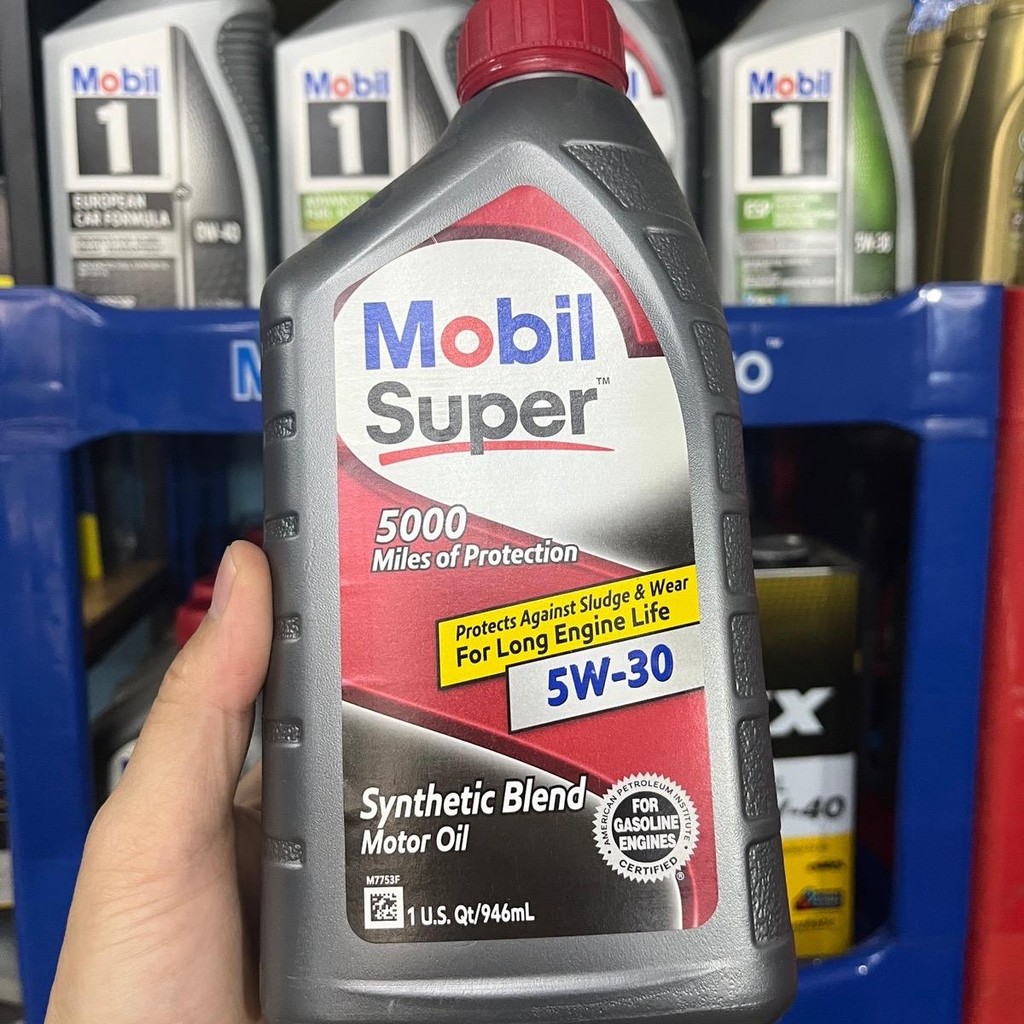 Mobil
1
EUROPEAN
CAR FORMULA
0W-40
Mobil
1
Mobil
1
ESP
5W-30
Mobil
Super™
5000
Miles of Protection
Protects Against Sludge & Wear
For Long Engine Life
5W-30
Synthetic Blend
Motor Oil
AMERICAN PETROLEUM INSTITUTE
FOR
GASOLINE
ENGINES
CERTIFIED
®
M7753F
1 U.S. Qt/946mL